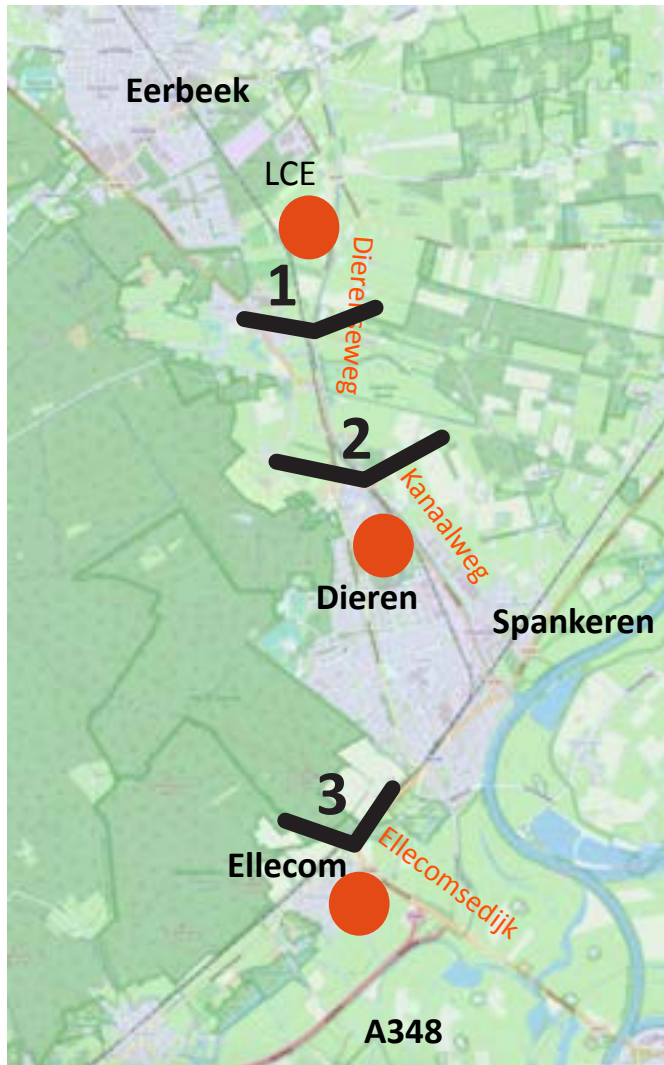 Eerbeek
LCE
Dierenseweg
1
2
Kanaalweg
Dieren
Spankeren
3
Ellecom
Ellecomsedijk
A348